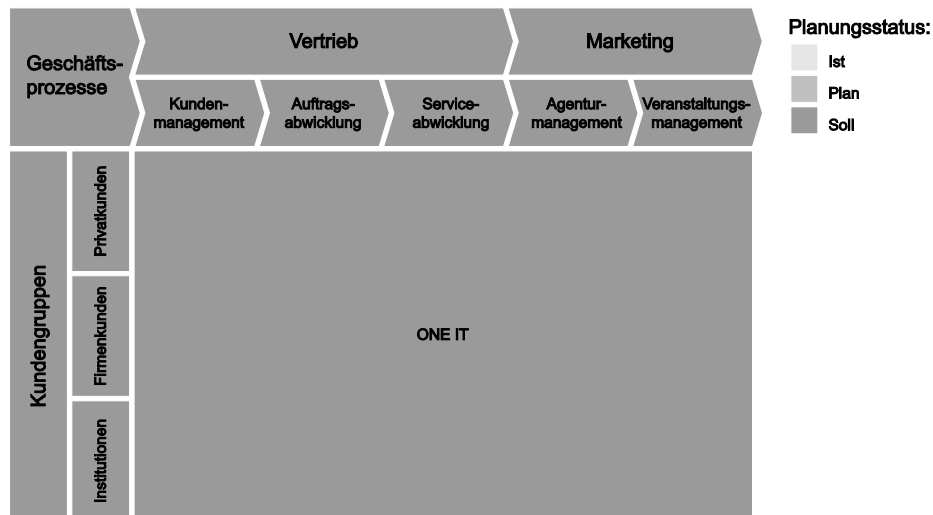 Geschäfts-
prozesse
Vertrieb
Marketing
Kunden-
management
Auftrags-
abwicklung
Service-
abwicklung
Agentur-
management
Veranstaltungs-
management
Kundengruppen
Privatkunden
Firmenkunden
Institutionen
ONE IT
Planungsstatus:
Ist
Plan
Soll